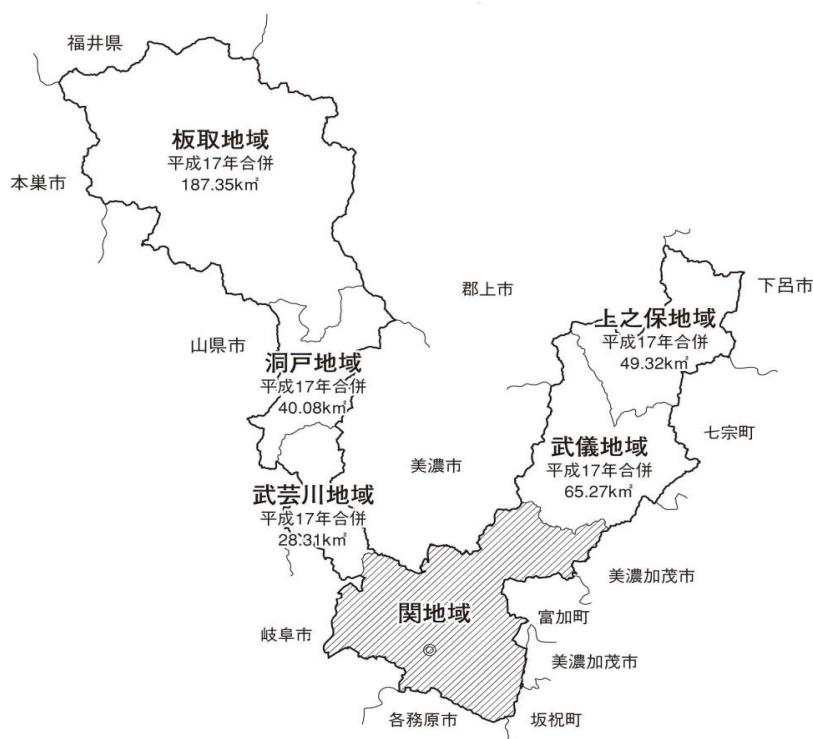 福井県
板取地域
平成17年合併
187.35k㎡
本巣市
郡上市
下呂市
上之保地域
平成17年合併
49.32k㎡
山県市
洞戸地域
平成17年合併
40.08k㎡
七宗町
美濃市
武儀地域
平成17年合併
65.27k㎡
武芸川地域
平成17年合併
28.31k㎡
美濃加茂市
関地域
富加町
岐阜市
美濃加茂市
各務原市
坂祝町